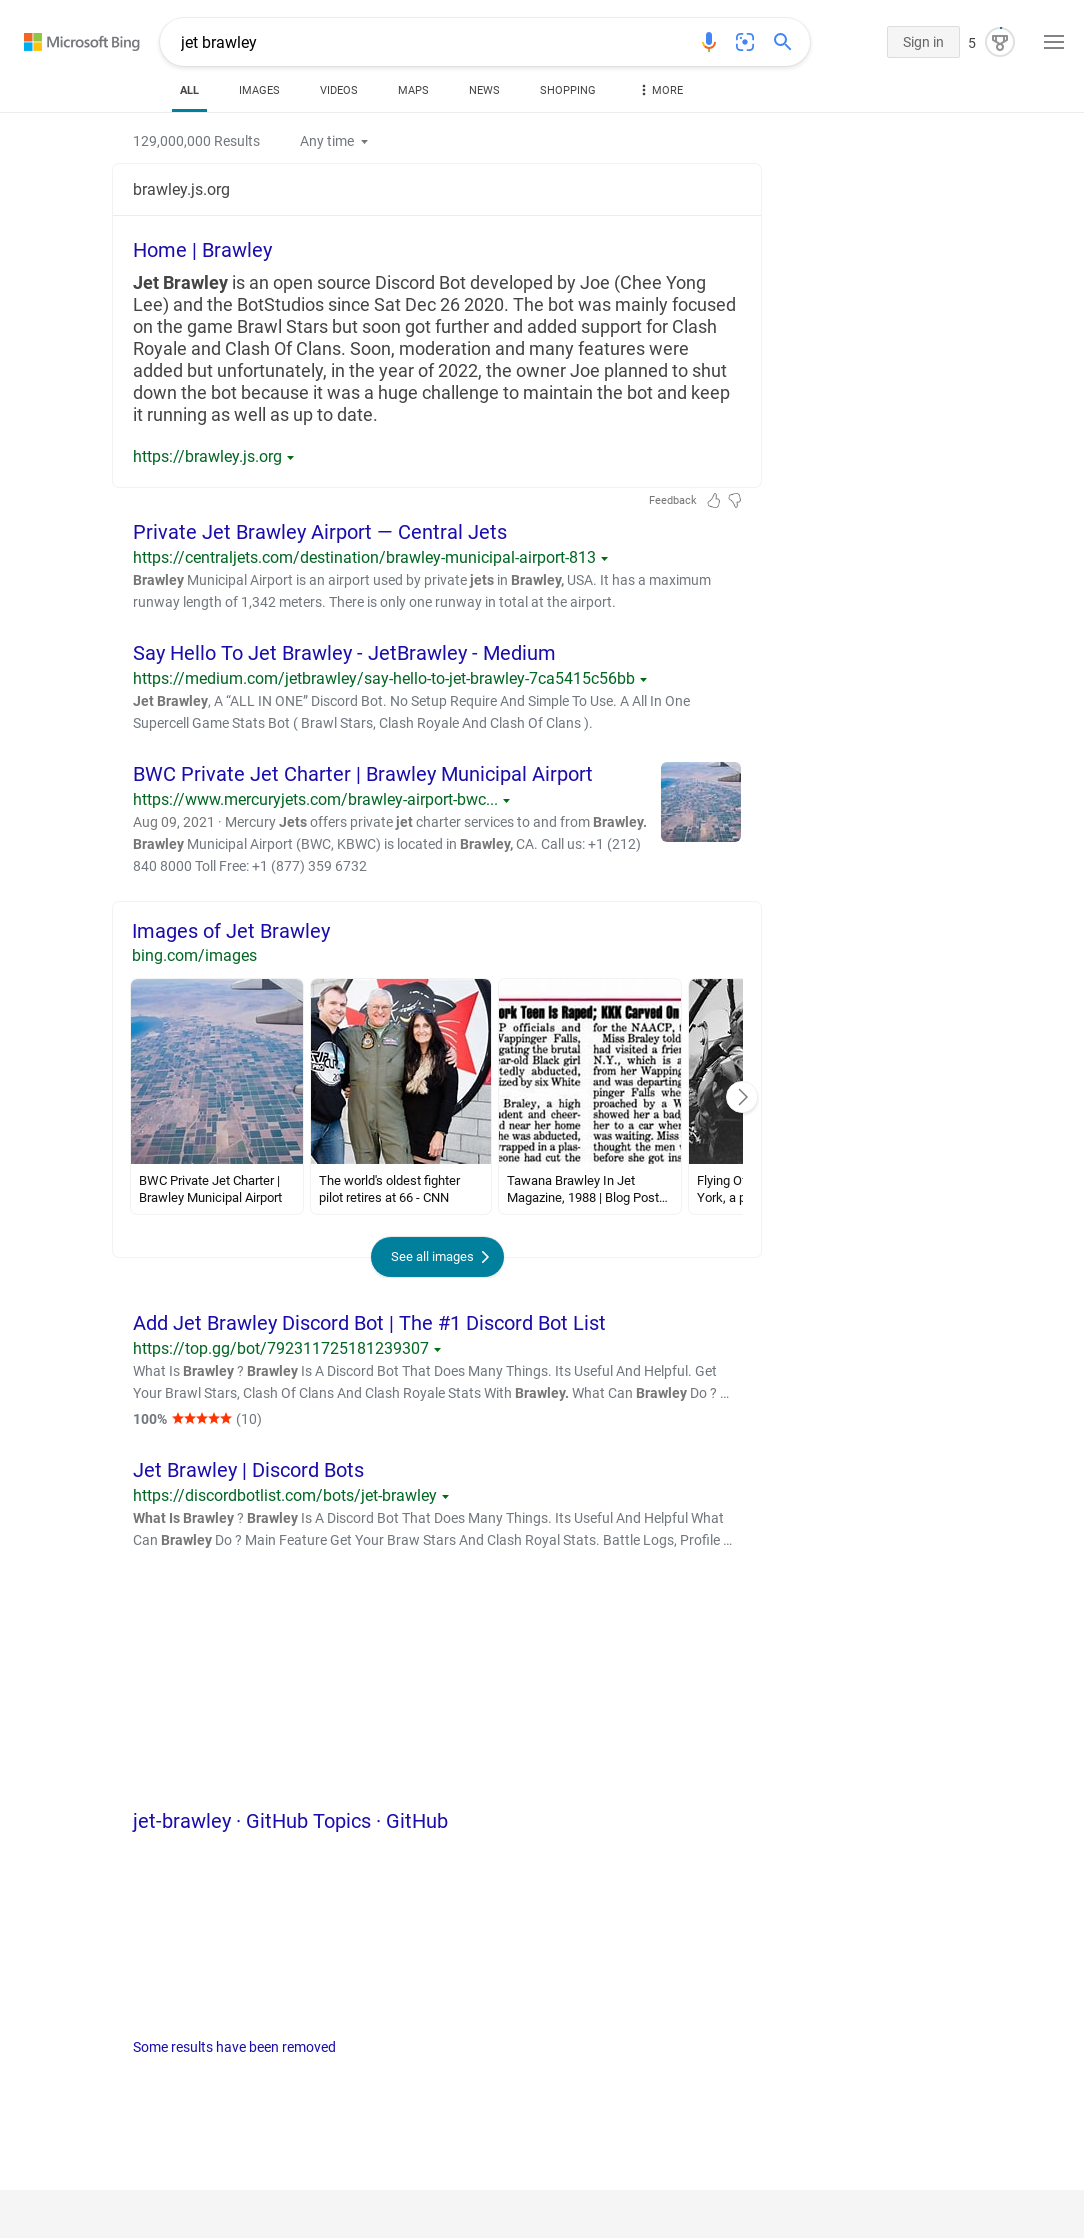 Microsoft Bing
jet brawley
Sign in
5
ALL
IMAGES
VIDEOS
MAPS
NEWS
SHOPPING
MORE
129,000,000 Results
Any time
brawley.js.org
Home | Brawley
Jet Brawley is an open source Discord Bot developed by Joe (Chee Yong
Lee) and the BotStudios since Sat Dec 26 2020. The bot was mainly focused
on the game Brawl Stars but soon got further and added support for Clash
Royale and Clash Of Clans. Soon, moderation and many features were
added but unfortunately, in the year of 2022, the owner Joe planned to shut
down the bot because it was a huge challenge to maintain the bot and keep
it running as well as up to date.
https://brawley.js.org
Feedback
Private Jet Brawley Airport — Central Jets
https://centraljets.com/destination/brawley-municipal-airport-813
Brawley Municipal Airport is an airport used by private jets in Brawley, USA. It has a maximum
runway length of 1,342 meters. There is only one runway in total at the airport.
Say Hello To Jet Brawley - JetBrawley - Medium
https://medium.com/jetbrawley/say-hello-to-jet-brawley-7ca5415c56bb
Jet Brawley, A “ALL IN ONE” Discord Bot. No Setup Require And Simple To Use. A All In One
Supercell Game Stats Bot ( Brawl Stars, Clash Royale And Clash Of Clans ).
BWC Private Jet Charter | Brawley Municipal Airport
https://www.mercuryjets.com/brawley-airport-bwc...
Aug 09, 2021 · Mercury Jets offers private jet charter services to and from Brawley.
Brawley Municipal Airport (BWC, KBWC) is located in Brawley, CA. Call us: +1 (212)
840 8000 Toll Free: +1 (877) 359 6732
Images of Jet Brawley
bing.com/images
ork Teen Is Raped; KKK Carved On
P officials and
Wappinger Falls,
gating the brutal
ear-old Black girl
tedly abducted,
ized by six White
Braley, a high
udent and cheer-
d near her home
he was abducted,
rapped in a plas-
eone had cut the
for the NAACP, t
Miss Braley told
had visited a frie
N.Y., which is a
from her Wapping
and was departing
pinger Falls whe
proached by a W
showed her a bad
her to a car wher
was waiting. Miss
thought the men
before she got ins
BWC Private Jet Charter |
Brawley Municipal Airport
The world's oldest fighter
pilot retires at 66 - CNN
Tawana Brawley In Jet
Magazine, 1988 | Blog Post…
Flying O
York, a p
See all images
Add Jet Brawley Discord Bot | The #1 Discord Bot List
https://top.gg/bot/792311725181239307
What Is Brawley ? Brawley Is A Discord Bot That Does Many Things. Its Useful And Helpful. Get
Your Brawl Stars, Clash Of Clans And Clash Royale Stats With Brawley. What Can Brawley Do ? …
100% ★★★★★ (10)
Jet Brawley | Discord Bots
https://discordbotlist.com/bots/jet-brawley
What Is Brawley ? Brawley Is A Discord Bot That Does Many Things. Its Useful And Helpful What
Can Brawley Do ? Main Feature Get Your Braw Stars And Clash Royal Stats. Battle Logs, Profile …
jet-brawley · GitHub Topics · GitHub
Some results have been removed